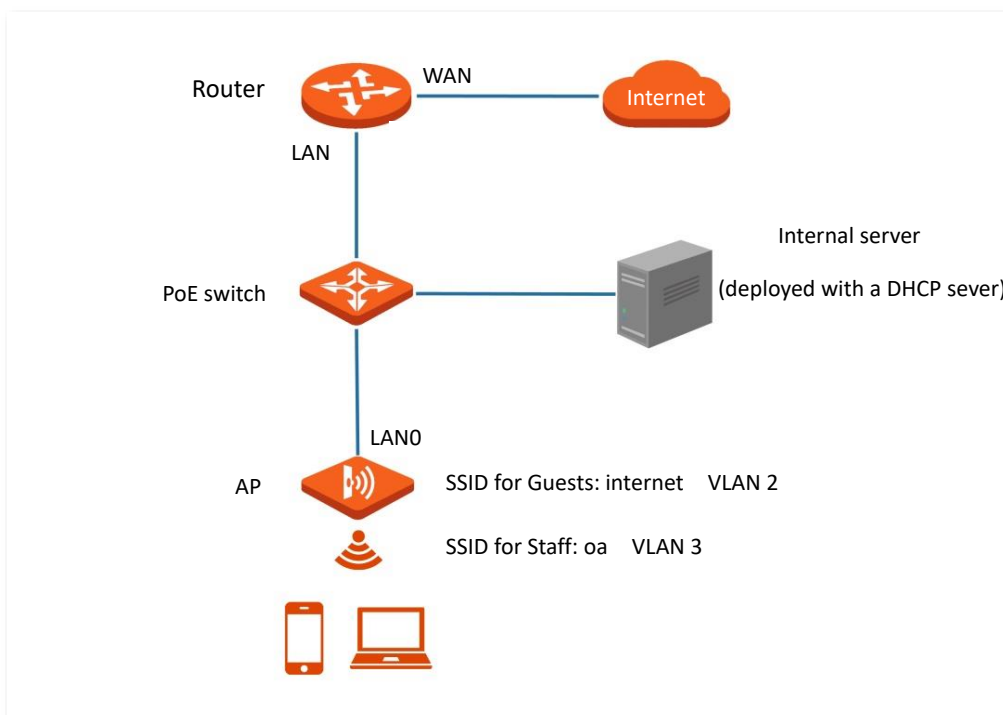 Router
WAN
Internet
LAN
Internal server
PoE switch
(deployed with a DHCP sever)
LAN0
AP
SSID for Guests: internet VLAN 2
SSID for Staff: oa VLAN 3